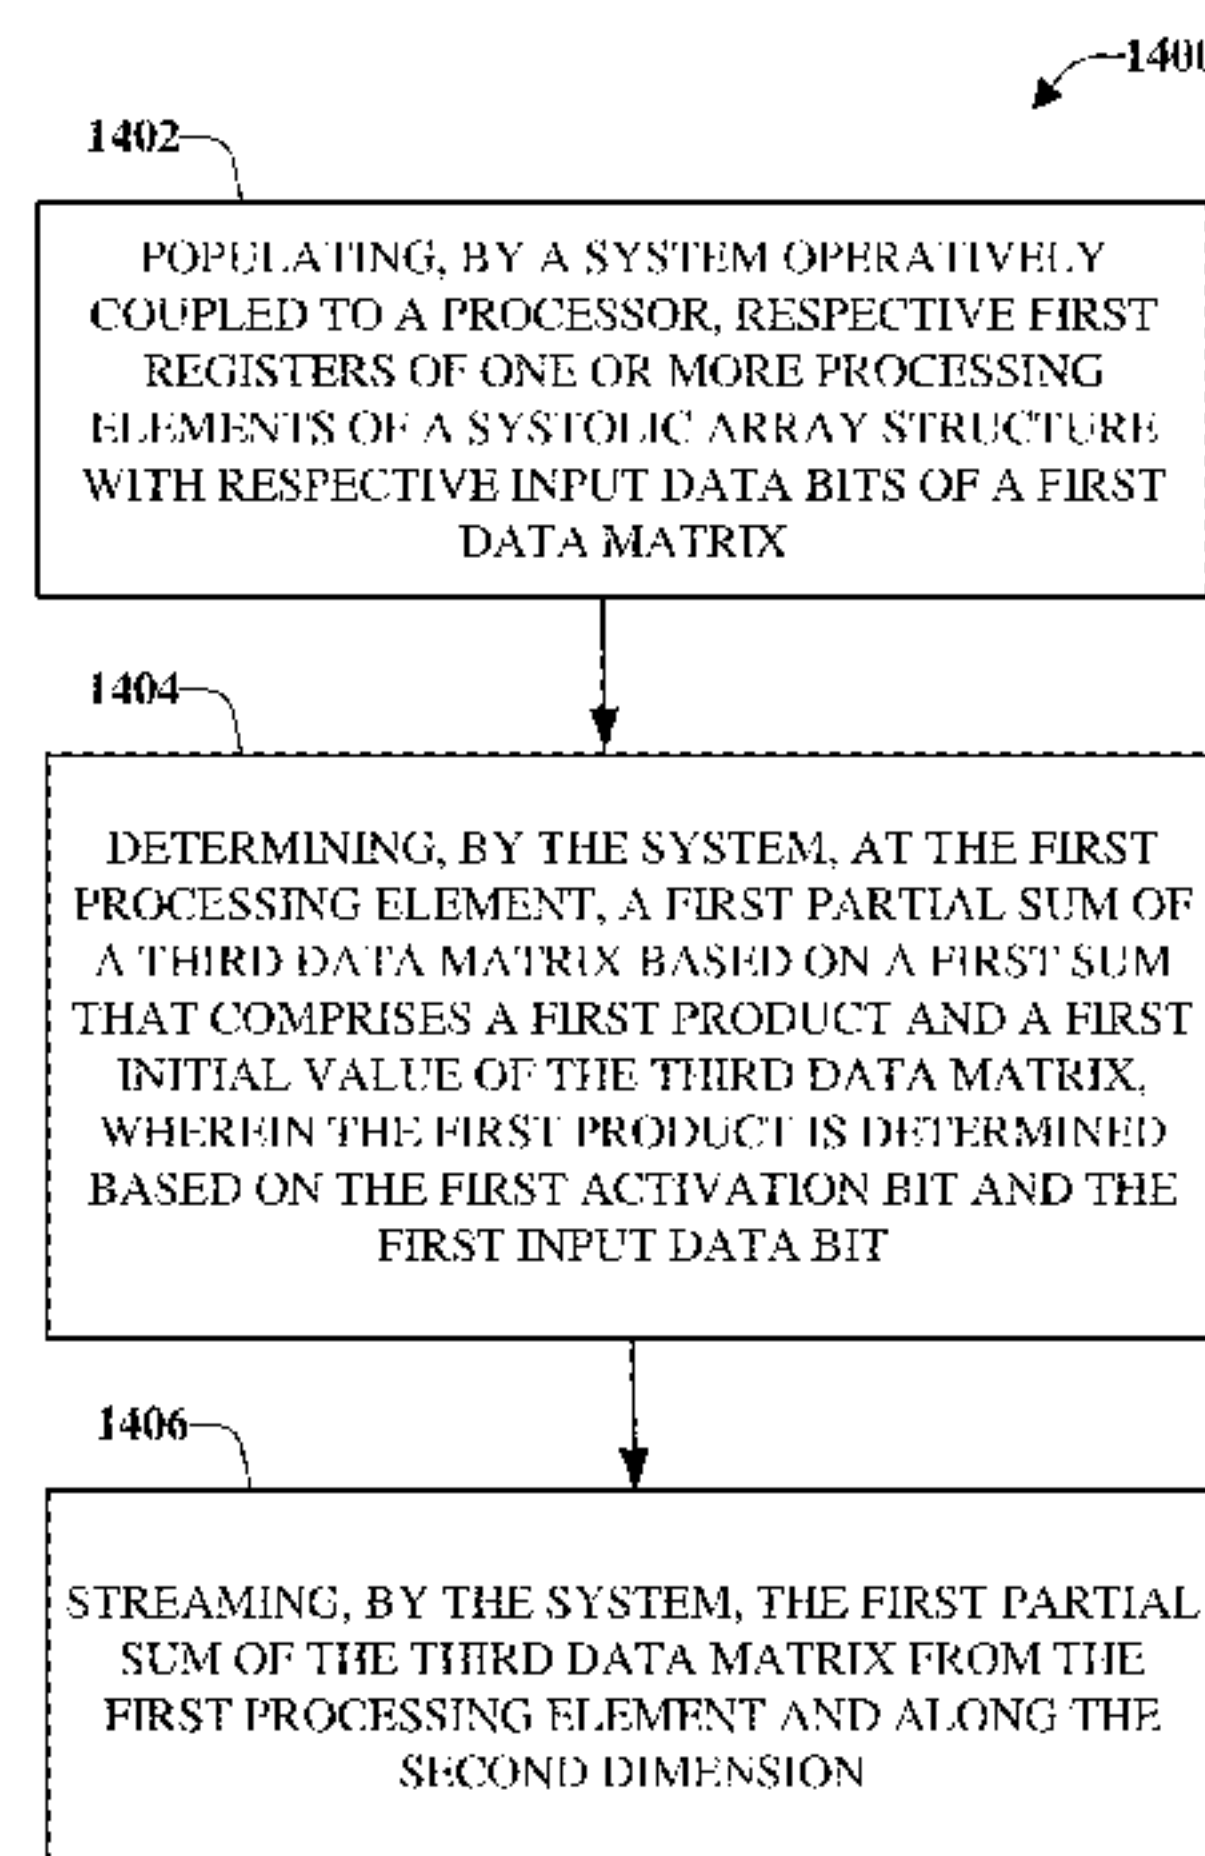 1400
1402
POPULATING, BY A SYSTEM OPERATIVELY
COUPLED TO A PROCESSOR, RESPECTIVE FIRST
REGISTERS OF ONE OR MORE PROCESSING
ELEMENTS OF A SYSTOLIC ARRAY STRUCTURE
WITH RESPECTIVE INPUT DATA BITS OF A FIRST
DATA MATRIX
1404
DETERMINING, BY THE SYSTEM, AT THE FIRST
PROCESSING ELEMENT, A FIRST PARTIAL SUM OF
A THIRD DATA MATRIX BASED ON A FIRST SUM
THAT COMPRISES A FIRST PRODUCT AND A FIRST
INITIAL VALUE OF THE THIRD DATA MATRIX,
WHEREIN THE FIRST PRODUCT IS DETERMINED
BASED ON THE FIRST ACTIVATION BIT AND THE
FIRST INPUT DATA BIT
1406
STREAMING, BY THE SYSTEM, THE FIRST PARTIAL
SUM OF THE THIRD DATA MATRIX FROM THE
FIRST PROCESSING ELEMENT AND ALONG THE
SECOND DIMENSION